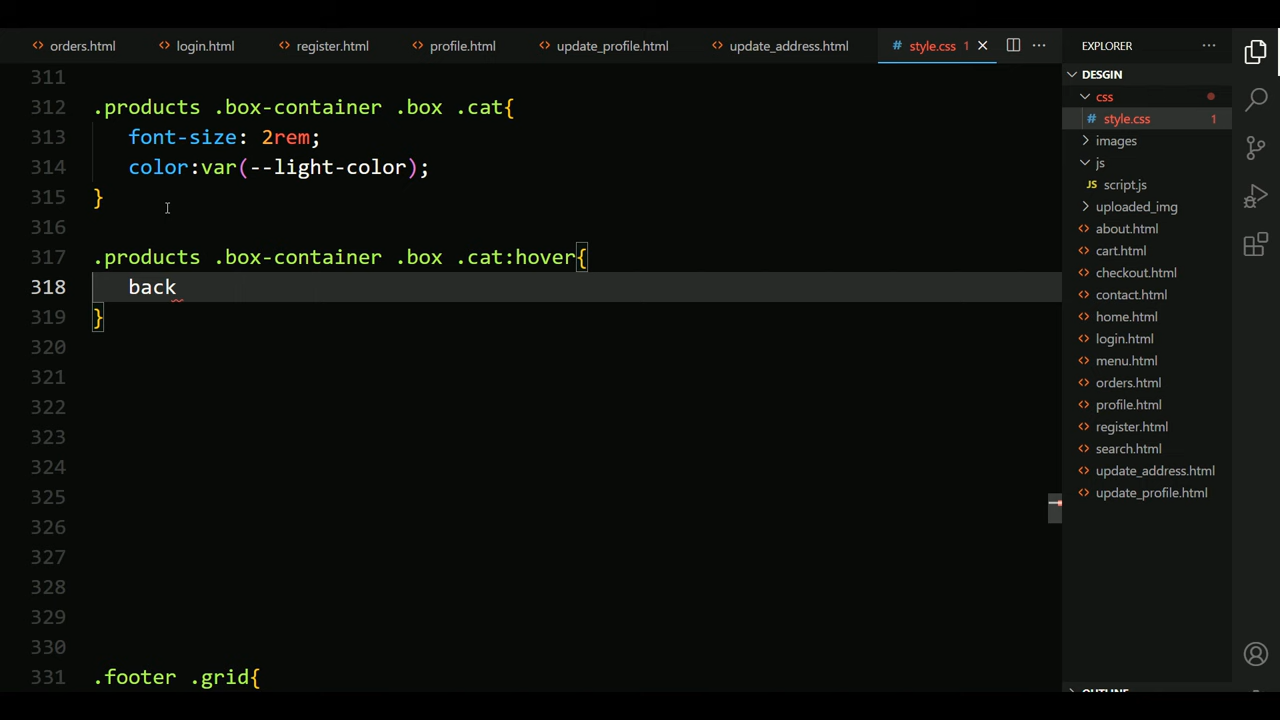 orders.html login.html register.html profile.html update_profile.html update_address.html # style.css 1 EXPLORER
311
312 .products .box-container .box .cat{
313 font-size: 2rem;
314 color:var(--light-color);
315 }
316
317 .products .box-container .box .cat:hover{
318 back
319 }
320
321
322
323
324
325
326
327
328
329
330
331 .footer .grid{
DESGIN
css
# style.css 1
images
js
JS script.js
uploaded_img
about.html
cart.html
checkout.html
contact.html
home.html
login.html
menu.html
orders.html
profile.html
register.html
search.html
update_address.html
update_profile.html
OUTLINE